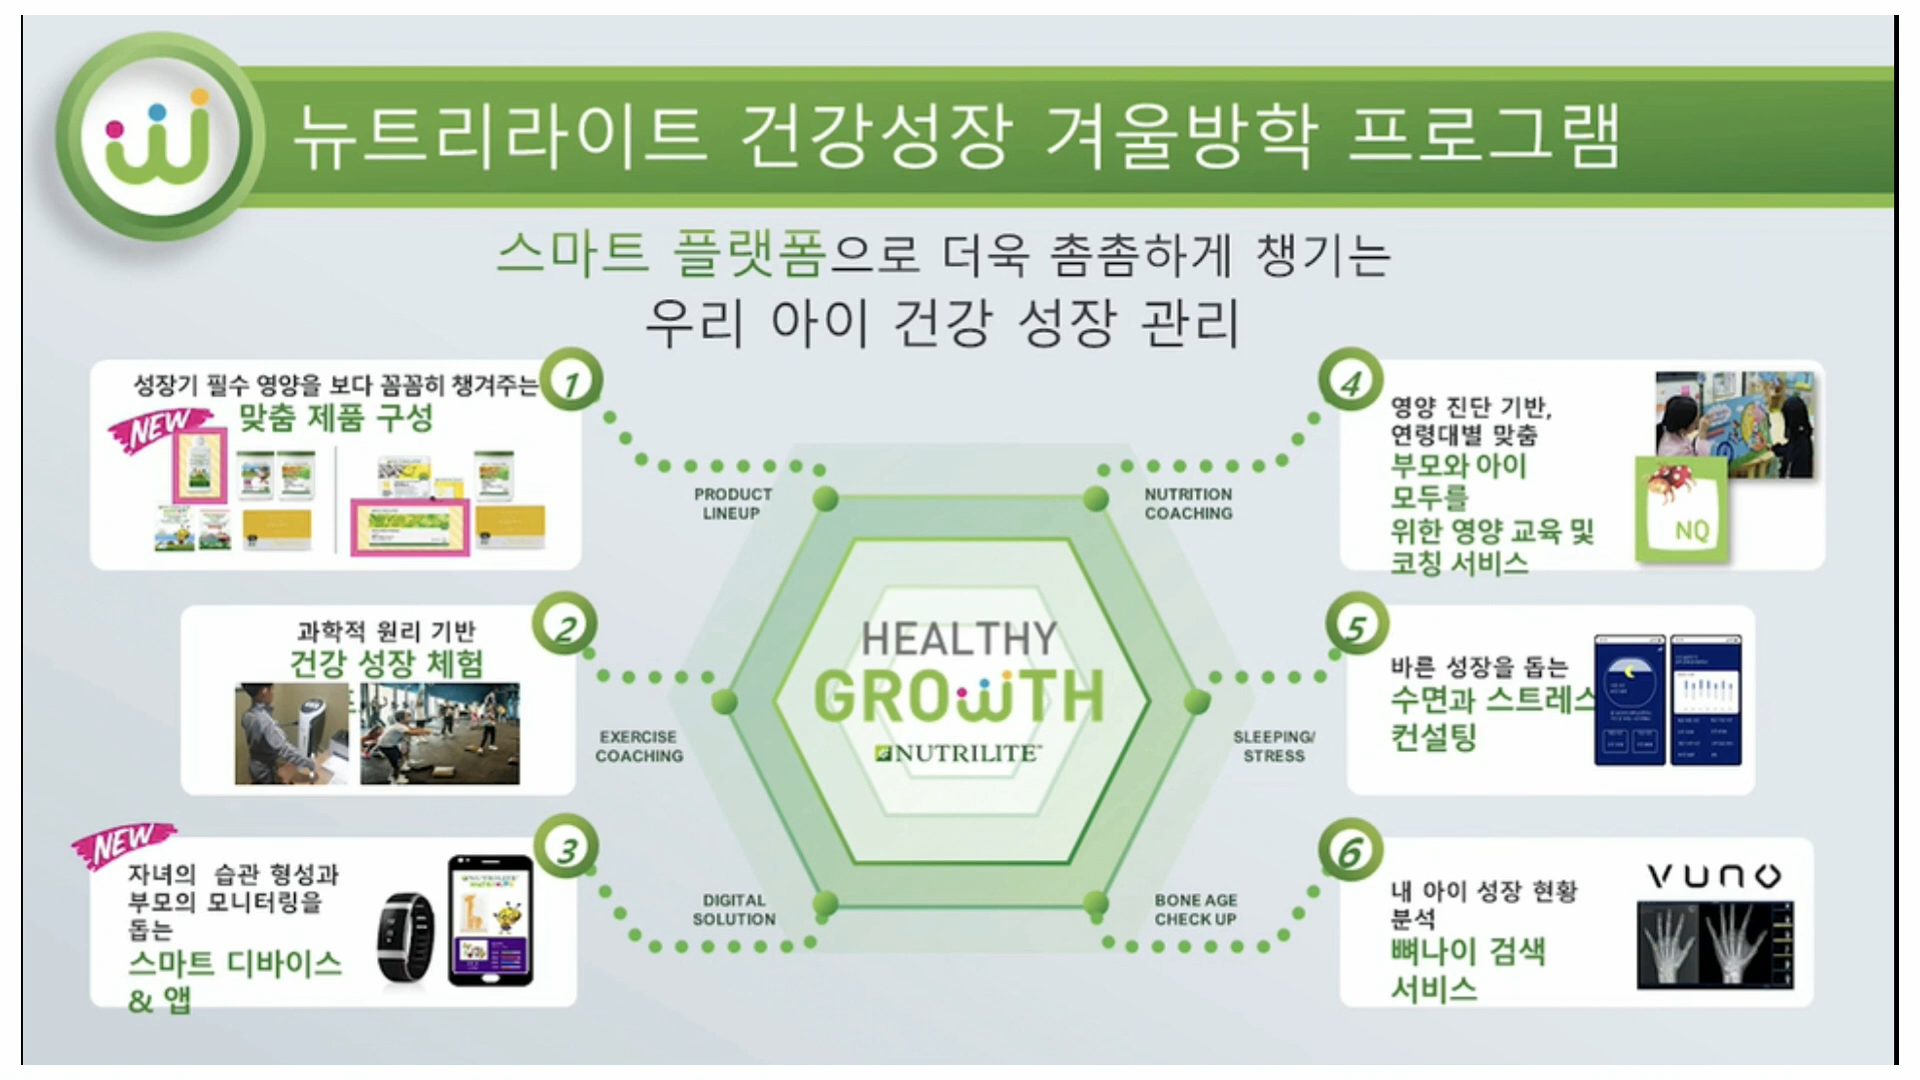 뉴트리라이트 건강성장 겨울방학 프로그램
스마트 플랫폼으로 더욱 촘촘하게 챙기는
우리 아이 건강 성장 관리
1
성장기 필수 영양을 보다 꼼꼼히 챙겨주는
NEW
맞춤 제품 구성
PRODUCT
LINEUP
2
과학적 원리 기반
건강 성장 체험
EXERCISE
COACHING
3
NEW
자녀의 습관 형성과
부모의 모니터링을
돕는
스마트 디바이스
& 앱
DIGITAL
SOLUTION
HEALTHY
GROWTH
NUTRILITE™
4
영양 진단 기반,
연령대별 맞춤
부모와 아이
모두를
위한 영양 교육 및
코칭 서비스
NQ
NUTRITION
COACHING
5
바른 성장을 돕는
수면과 스트레스
컨설팅
SLEEPING/
STRESS
6
내 아이 성장 현황
분석
뼈나이 검색
서비스
VUNO
BONE AGE
CHECK UP